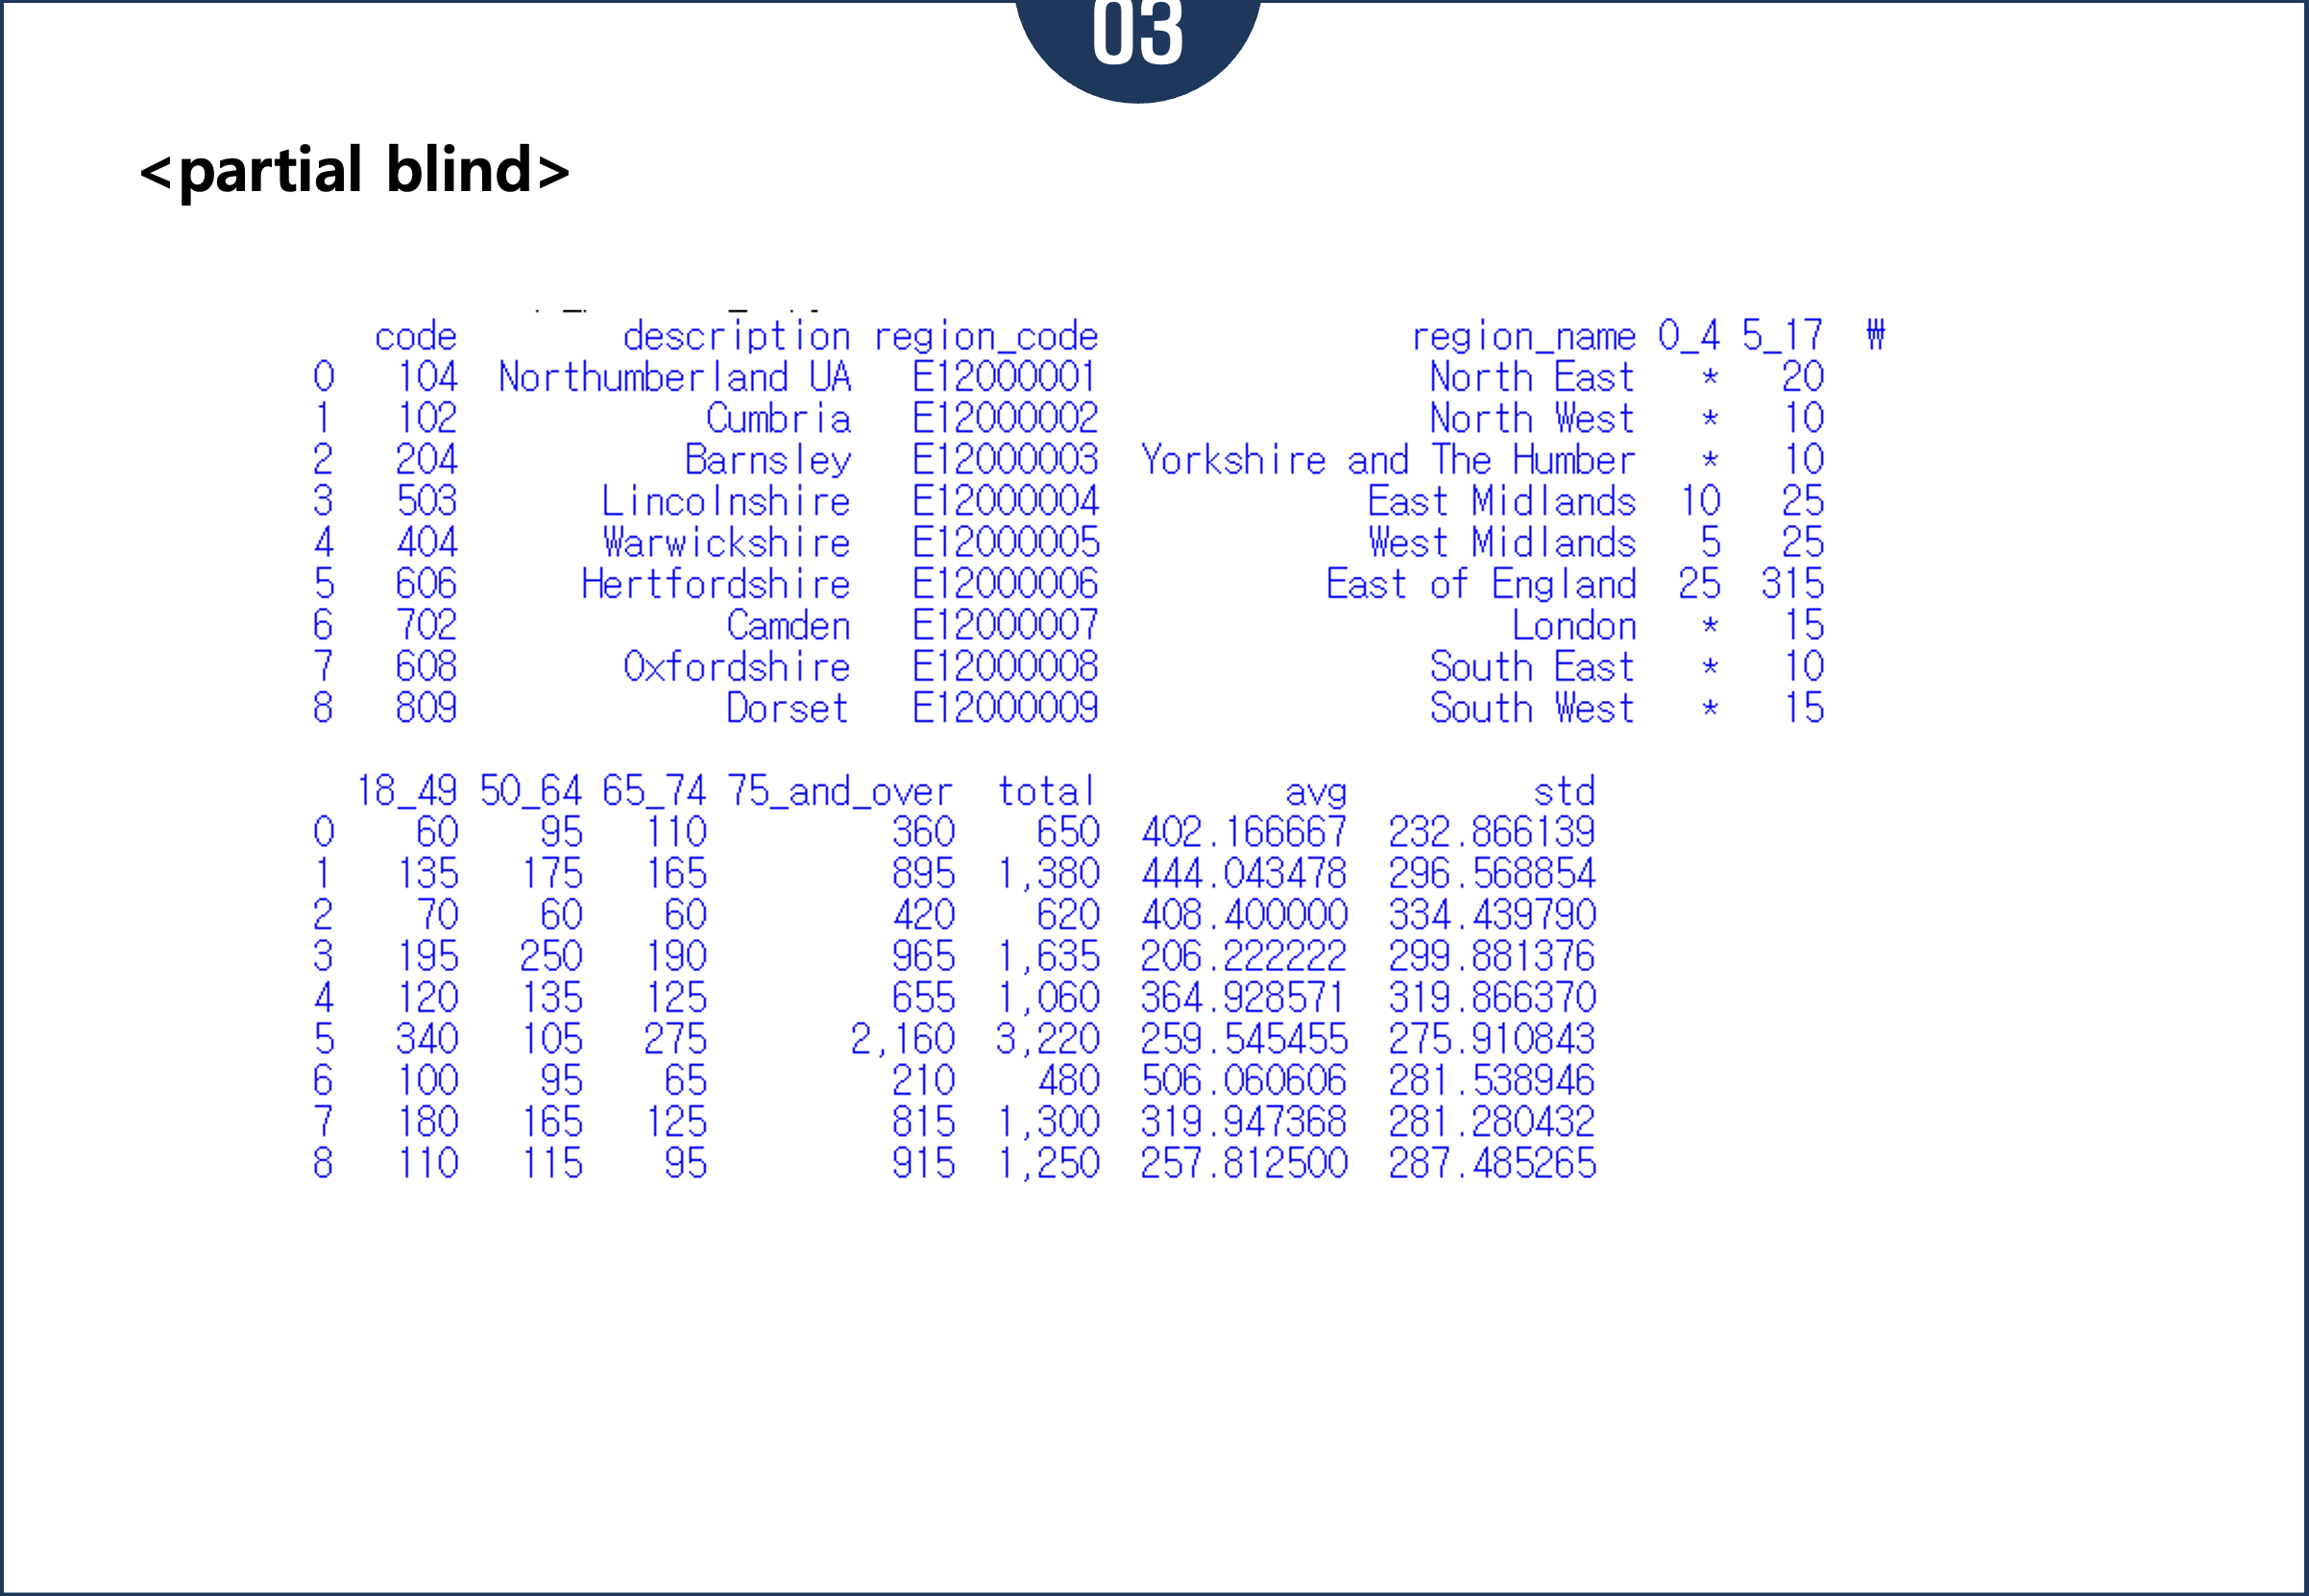 03
<partial blind>
code description region_code region_name 0_4 5_17 ₩
0 104 Northumberland UA E12000001 North East * 20
1 102 Cumbria E12000002 North West * 10
2 204 Barnsley E12000003 Yorkshire and The Humber * 10
3 503 Lincolnshire E12000004 East Midlands 10 25
4 404 Warwickshire E12000005 West Midlands 5 25
5 606 Hertfordshire E12000006 East of England 25 315
6 702 Camden E12000007 London * 15
7 608 Oxfordshire E12000008 South East * 10
8 809 Dorset E12000009 South West * 15
18_49 50_64 65_74 75_and_over total avg std
0 60 95 110 360 650 402.166667 232.866139
1 135 175 165 895 1,380 444.043478 296.568854
2 70 60 60 420 620 408.400000 334.439790
3 195 250 190 965 1,635 206.222222 299.881376
4 120 135 125 655 1,060 364.928571 319.866370
5 340 105 275 2,160 3,220 259.545455 275.910843
6 100 95 65 210 480 506.060606 281.538946
7 180 165 125 815 1,300 319.947368 281.280432
8 110 115 95 915 1,250 257.812500 287.485265